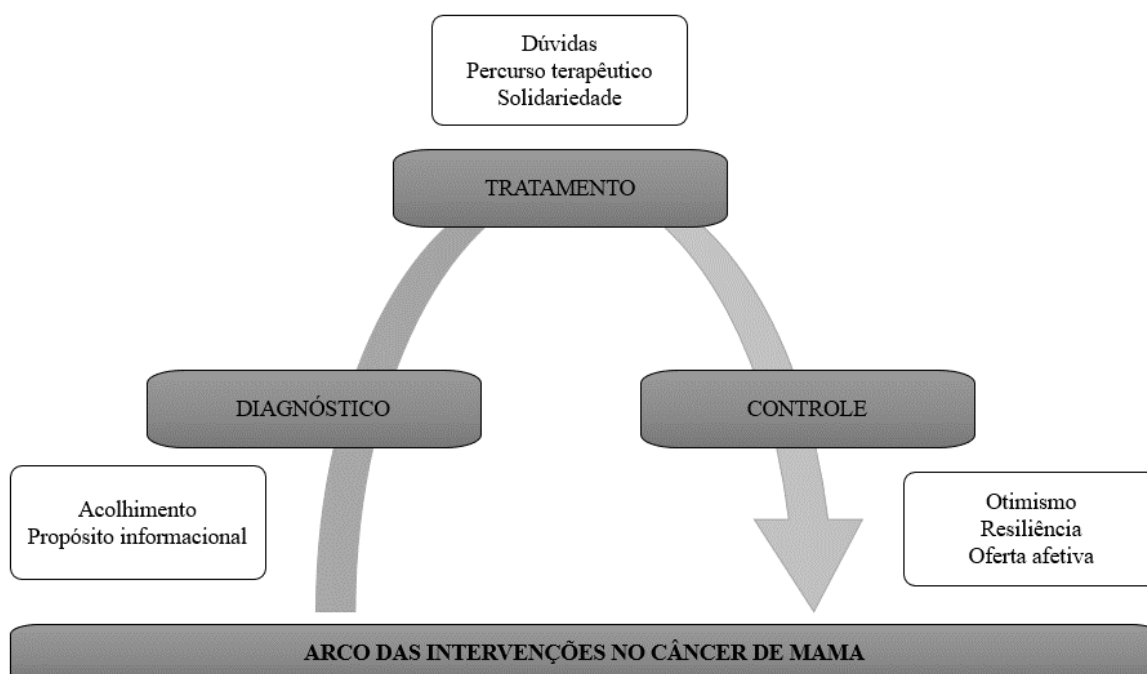 Dúvidas
Percurso terapêutico
Solidariedade
TRATAMENTO
DIAGNÓSTICO
CONTROLE
Acolhimento
Propósito informacional
Otimismo
Resiliência
Oferta afetiva
ARCO DAS INTERVENÇÕES NO CÂNCER DE MAMA